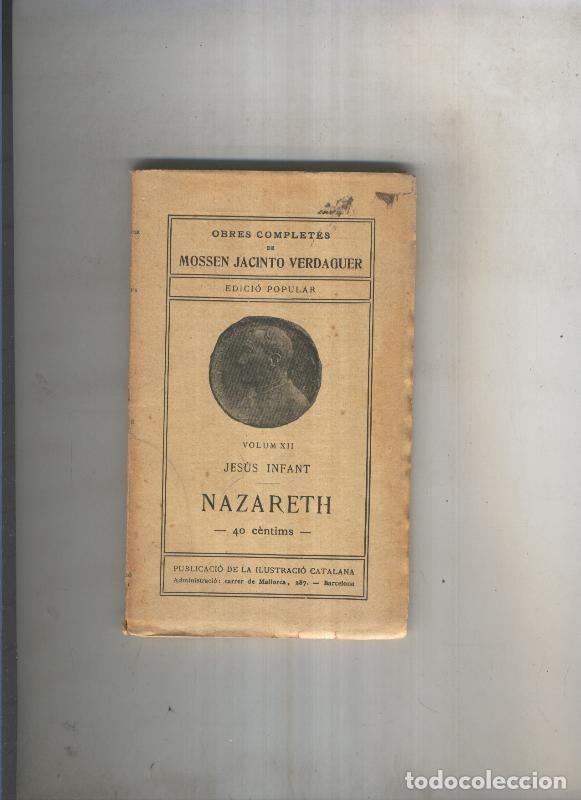 OBRES COMPLETES
DE
MOSSEN JACINTO VERDAGUER
EDICIÓ POPULAR
VOLUM XII
JESÚS INFANT
NAZARETH
— 40 cèntims —
PUBLICACIÓ DE LA ILUSTRACIÓ CATALANA
Administració: carrer de Mallorca, 287. — Barcelona
todocoleccion